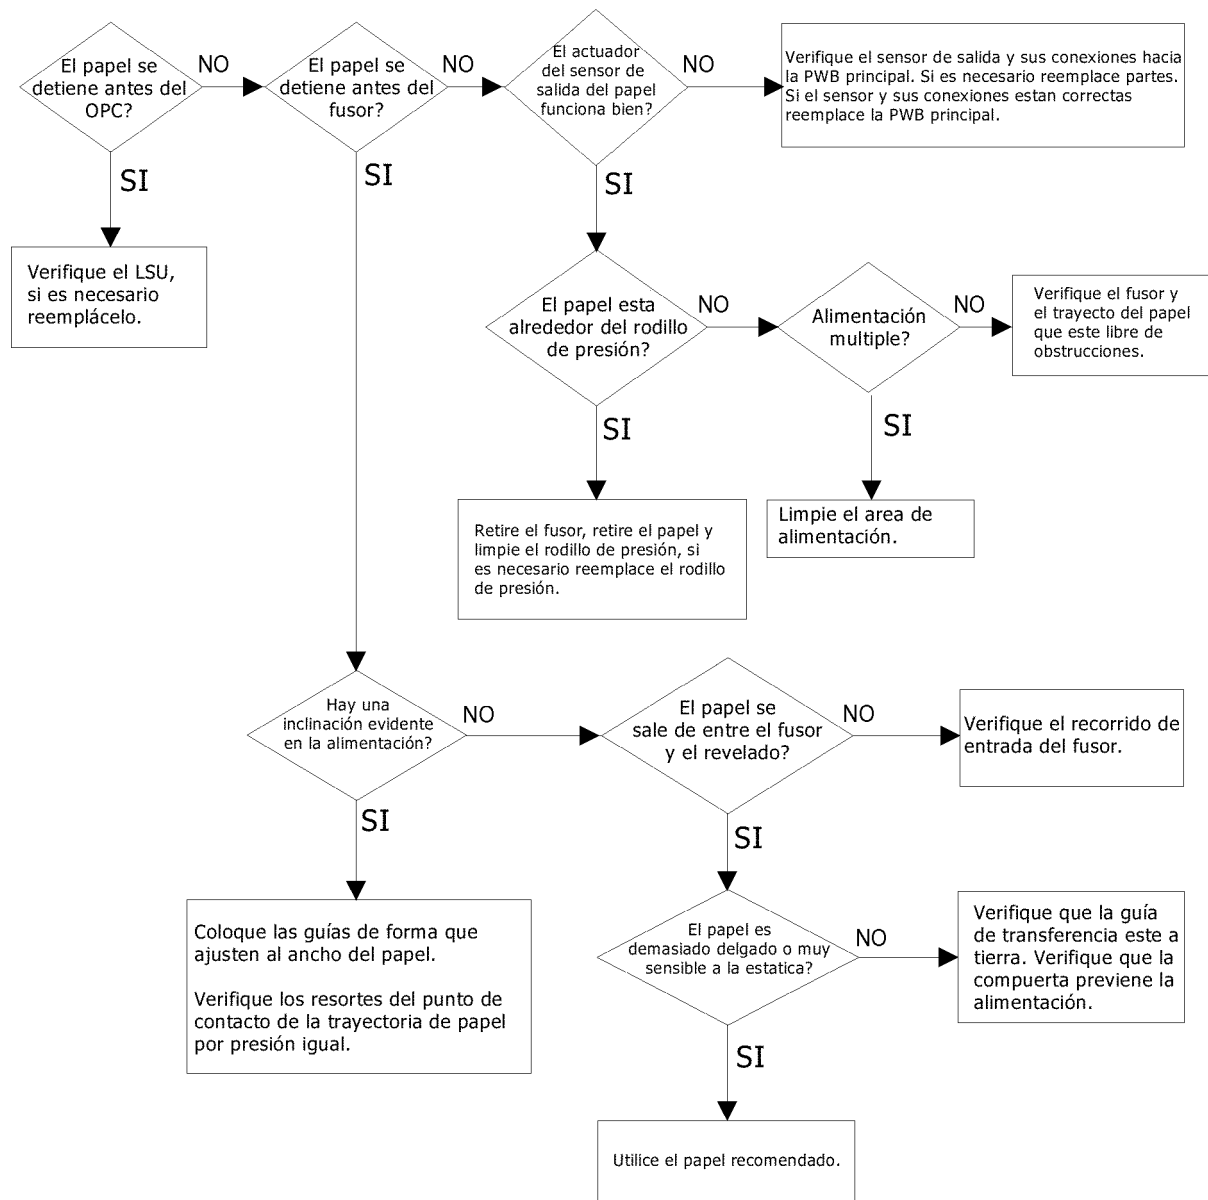 El papel se
detiene antes del
OPC?
NO
El papel se
detiene antes del
fusor?
NO
El actuador
del sensor de
salida del papel
funciona bien?
NO
Verifique el sensor de salida y sus conexiones hacia
la PWB principal. Si es necesario reemplace partes.
Si el sensor y sus conexiones estan correctas
reemplace la PWB principal.
SI
SI
SI
Verifique el LSU,
si es necesario
reemplácelo.
El papel esta
alrededor del rodillo
de presión?
NO
Alimentación
multiple?
NO
Verifique el fusor y
el trayecto del papel
que este libre de
obstrucciones.
SI
SI
Retire el fusor, retire el papel y
limpie el rodillo de presión, si
es necesario reemplace el rodillo
de presión.
Limpie el area de
alimentación.
Hay una
inclinación evidente
en la alimentación?
NO
El papel se
sale de entre el fusor
y el revelado?
NO
Verifique el recorrido de
entrada del fusor.
SI
SI
Coloque las guías de forma que
ajusten al ancho del papel.
Verifique los resortes del punto de
contacto de la trayectoria de papel
por presión igual.
El papel es
demasiado delgado o muy
sensible a la estatica?
NO
Verifique que la guía
de transferencia este a
tierra. Verifique que la
compuerta previene la
alimentación.
SI
Utilice el papel recomendado.